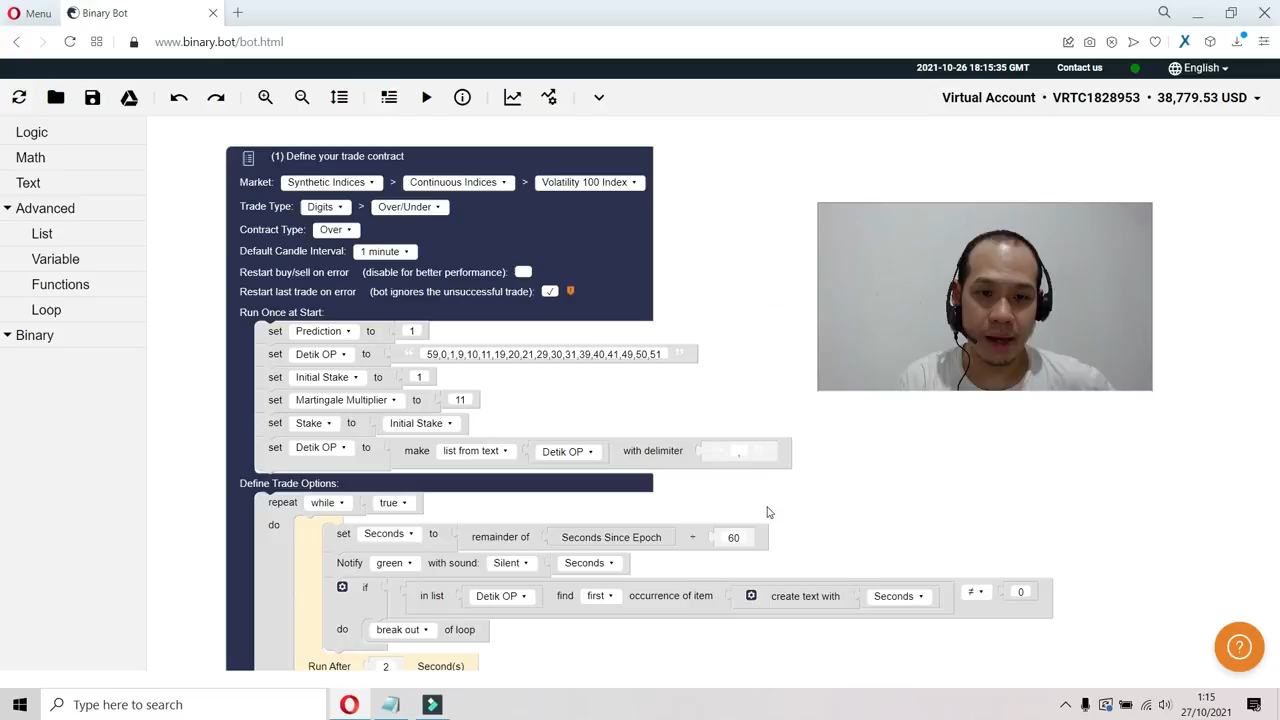 Menu
Binary Bot
www.binary.bot/bot.html
2021-10-26 18:15:35 GMT Contact us English
Virtual Account • VRTC1828953 • 38,779.53 USD
Logic
Math
Text
Advanced
List
Variable
Functions
Loop
Binary
(1) Define your trade contract
Market: Synthetic Indices > Continuous Indices > Volatility 100 Index
Trade Type: Digits > Over/Under
Contract Type: Over
Default Candle Interval: 1 minute
Restart buy/sell on error (disable for better performance):
Restart last trade on error (bot ignores the unsuccessful trade): ✓
Run Once at Start:
set Prediction to 1
set Detik OP to “ 59,0,1,9,10,11,19,20,21,29,30,31,39,40,41,49,50,51 ”
set Initial Stake to 1
set Martingale Multiplier to 11
set Stake to Initial Stake
set Detik OP to make list from text Detik OP with delimiter ,
Define Trade Options:
repeat while true
do
set Seconds to remainder of Seconds Since Epoch ÷ 60
Notify green with sound: Silent Seconds
if in list Detik OP find first occurrence of item create text with Seconds ≠ 0
do break out of loop
Run After 2 Second(s)
Type here to search
1:15
27/10/2021